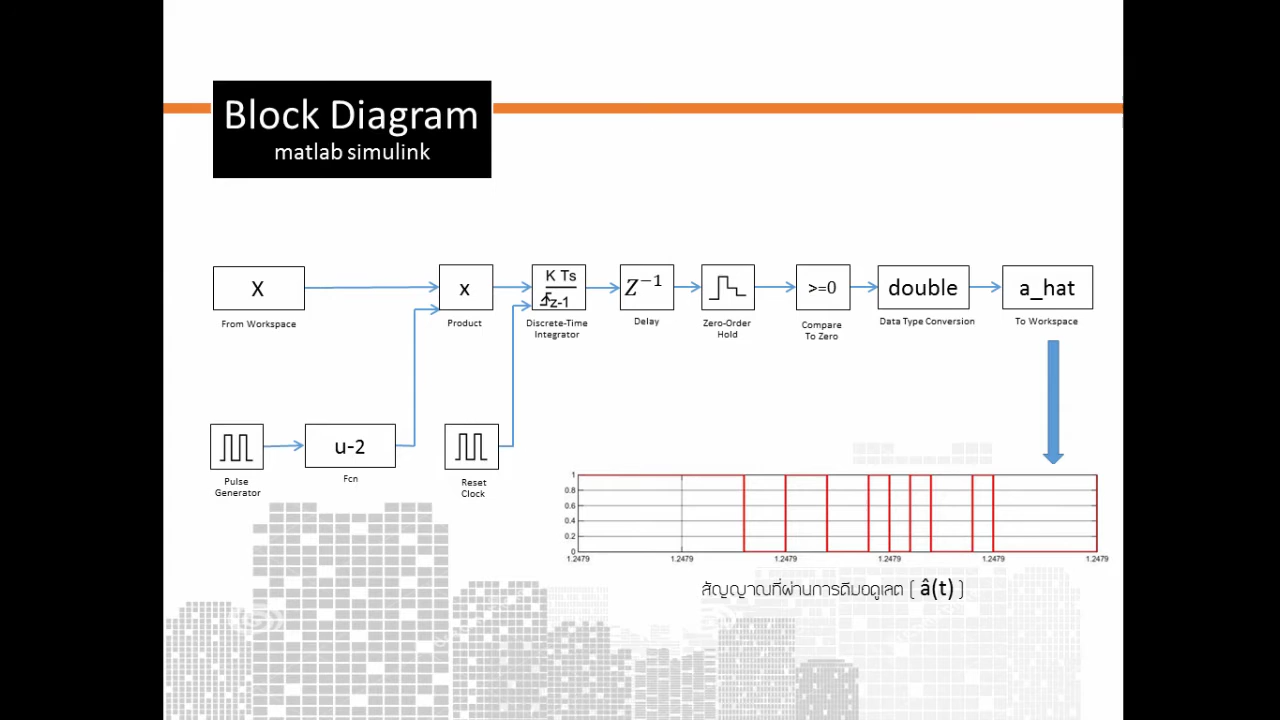 Block Diagram
matlab simulink
X
From Workspace
x
Product
K Ts
z-1
Discrete-Time
Integrator
Z⁻¹
Delay
Zero-Order
Hold
>=0
Compare
To Zero
double
Data Type Conversion
a_hat
To Workspace
Pulse
Generator
u-2
Fcn
Reset
Clock
1
0.8
0.6
0.4
0.2
0
1.2479 1.2479 1.2479 1.2479 1.2479 1.2479
สัญญาณที่ผ่านการดีมอดูเลต ( â(t) )